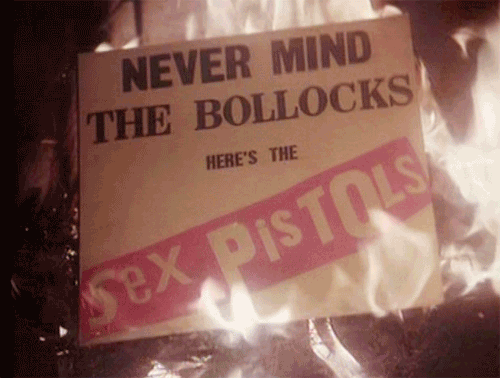 NEVER MIND
THE BOLLOCKS
HERE'S THE
Sex PiSTOLS